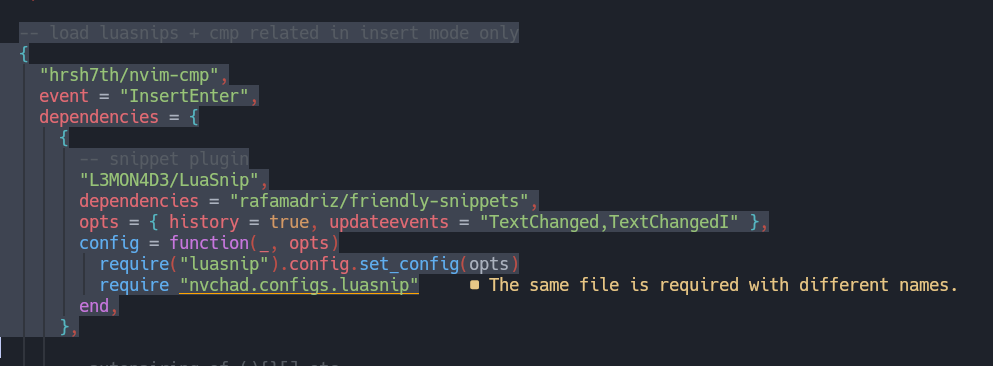 -- load luasnips + cmp related in insert mode only
{
"hrsh7th/nvim-cmp",
event = "InsertEnter",
dependencies = {
{
-- snippet plugin
"L3MON4D3/LuaSnip",
dependencies = "rafamadriz/friendly-snippets",
opts = { history = true, updateevents = "TextChanged,TextChangedI" },
config = function(_, opts)
require("luasnip").config.set_config(opts)
require "nvchad.configs.luasnip" ■ The same file is required with different names.
end,
},